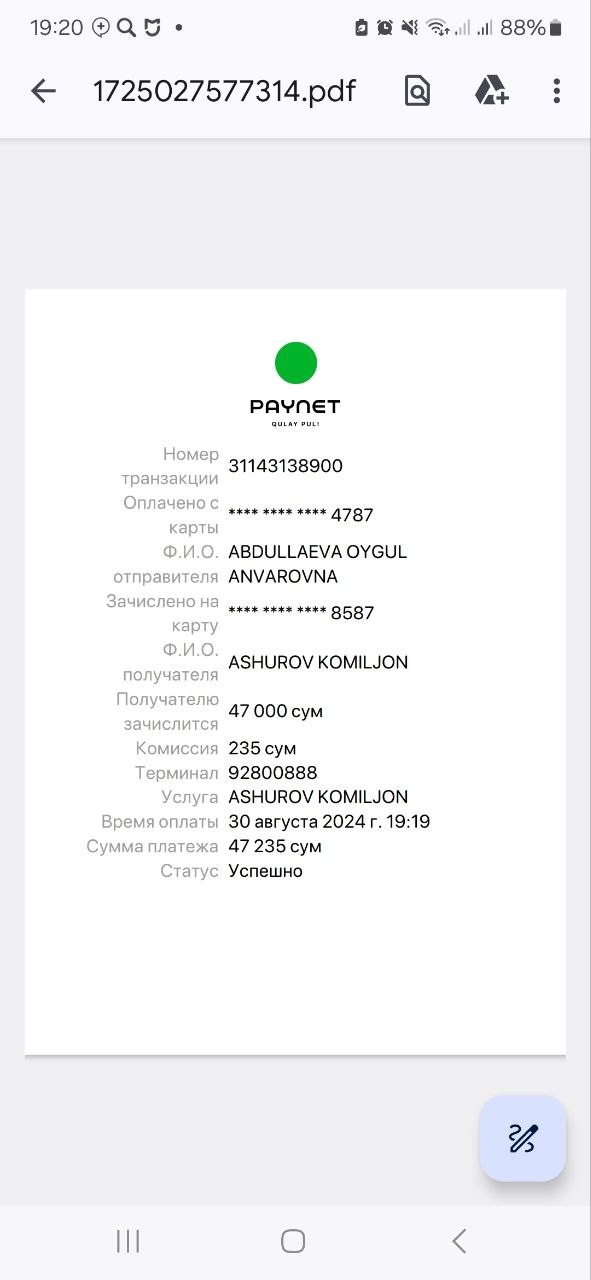 19:20
88%
1725027577314.pdf
PAYNET
QULAY PUL!
Номер
транзакции
31143138900
Оплачено с
карты
**** **** **** 4787
Ф.И.О.
отправителя
ABDULLAEVA OYGUL
ANVAROVNA
Зачислено на
карту
**** **** **** 8587
Ф.И.О.
получателя
ASHUROV KOMILJON
Получателю
зачислится
47 000 сум
Комиссия 235 сум
Терминал 92800888
Услуга ASHUROV KOMILJON
Время оплаты 30 августа 2024 г. 19:19
Сумма платежа 47 235 сум
Статус Успешно